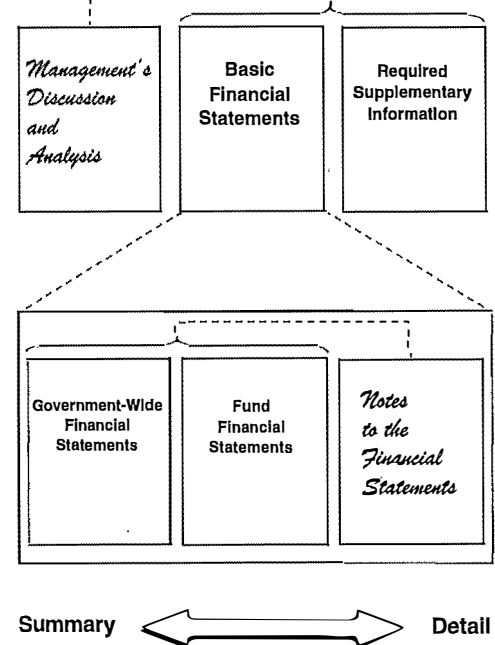 Management's
Discussion
and
Analysis
Basic
Financial
Statements
Required
Supplementary
Information
Government-Wide
Financial
Statements
Fund
Financial
Statements
Notes
to the
Financial
Statements
Summary
Detail